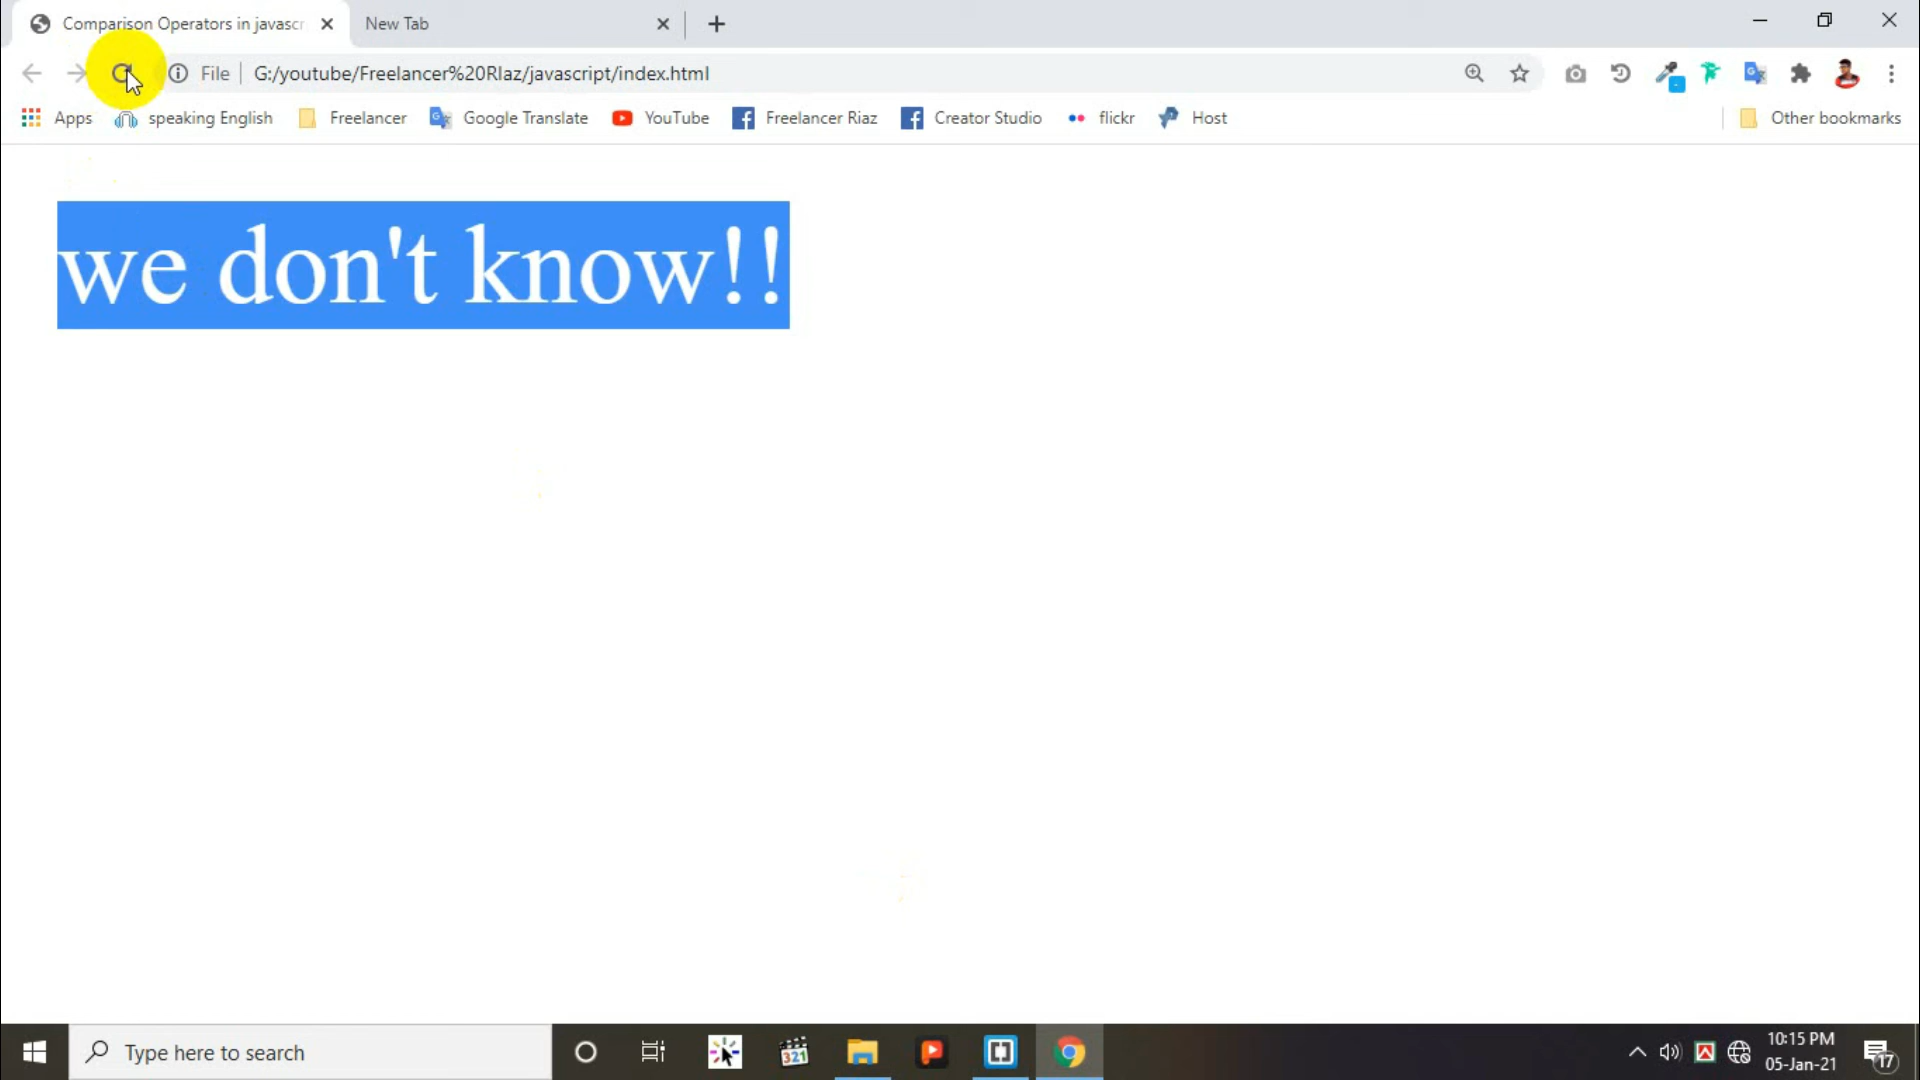 Comparison Operators in javascr
New Tab
File G:/youtube/Freelancer%20RIaz/javascript/index.html
Apps speaking English Freelancer Google Translate YouTube Freelancer Riaz Creator Studio flickr Host Other bookmarks
we don't know!!
Type here to search
321
10:15 PM
05-Jan-21
17